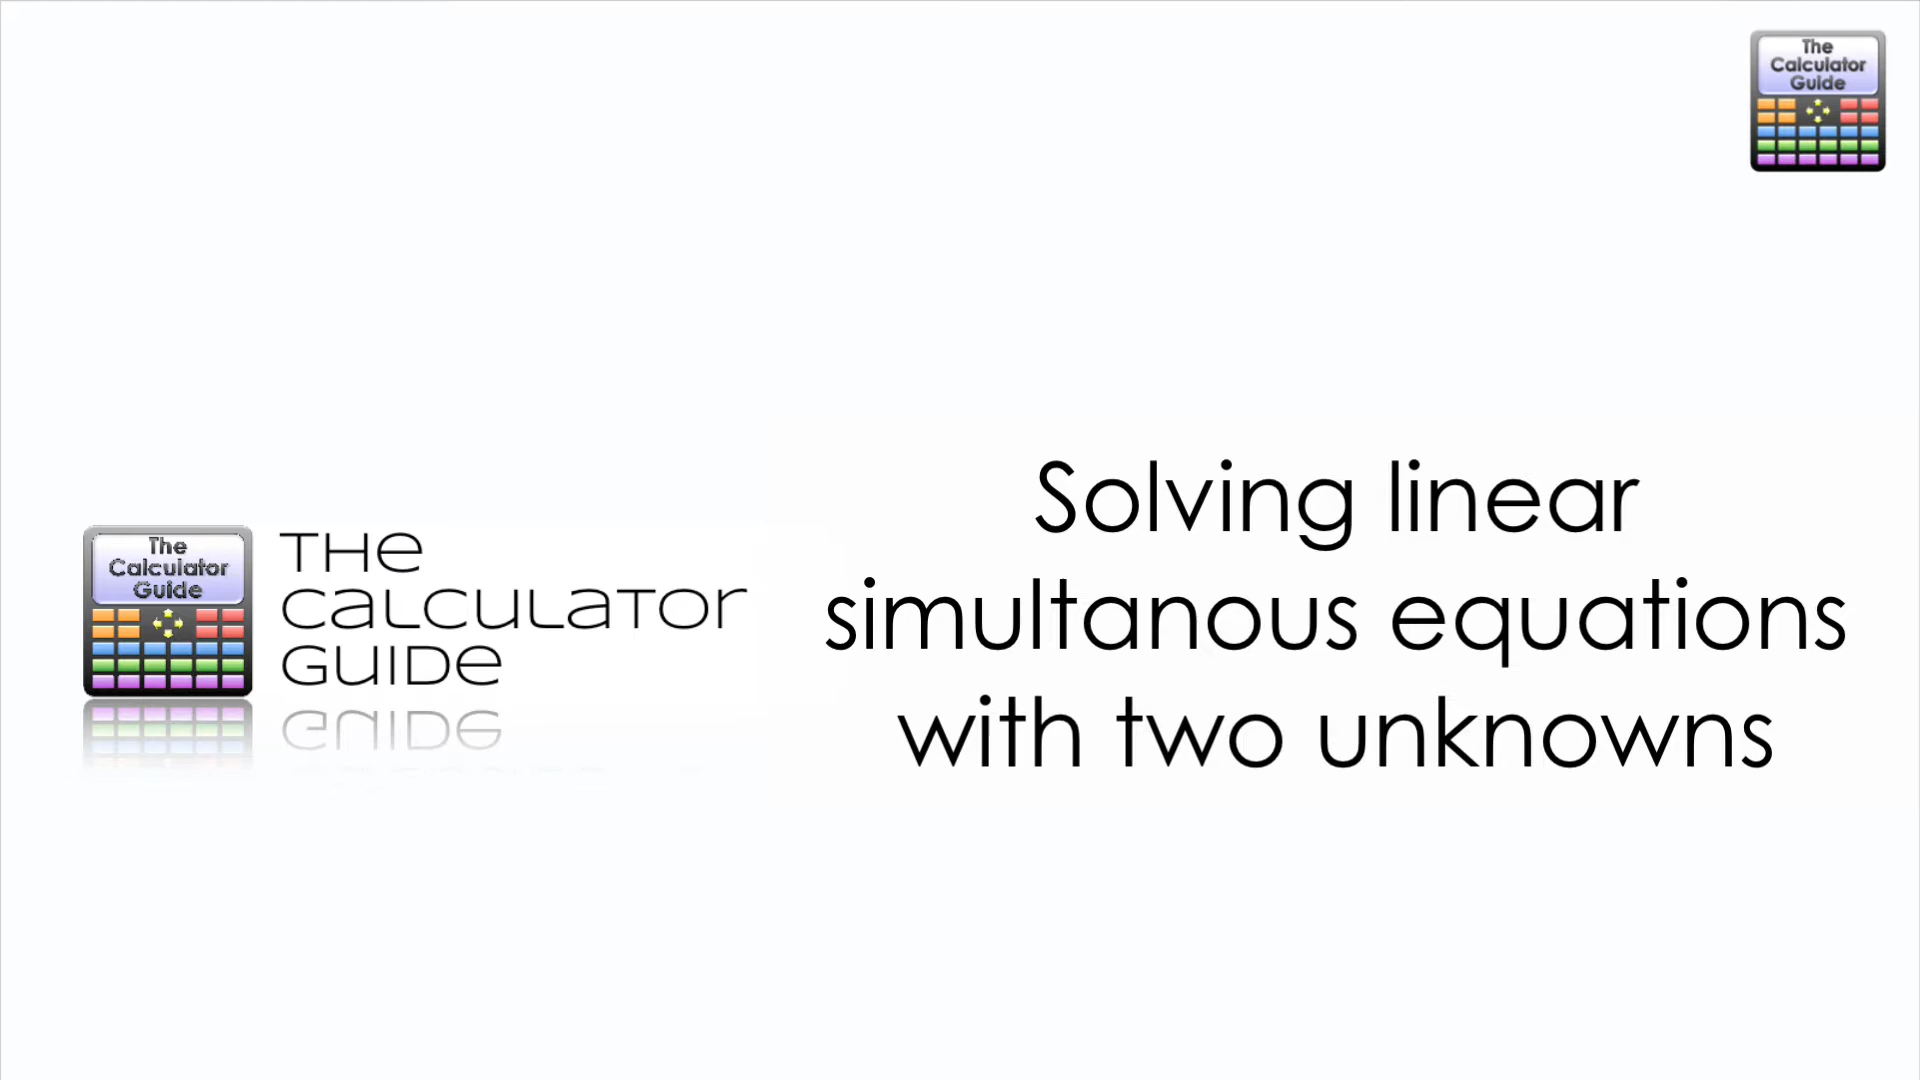 The
Calculator
Guide
The
Calculator
Guide
THE
CALCULATOR
GUIDE
Solving linear
simultanous equations
with two unknowns